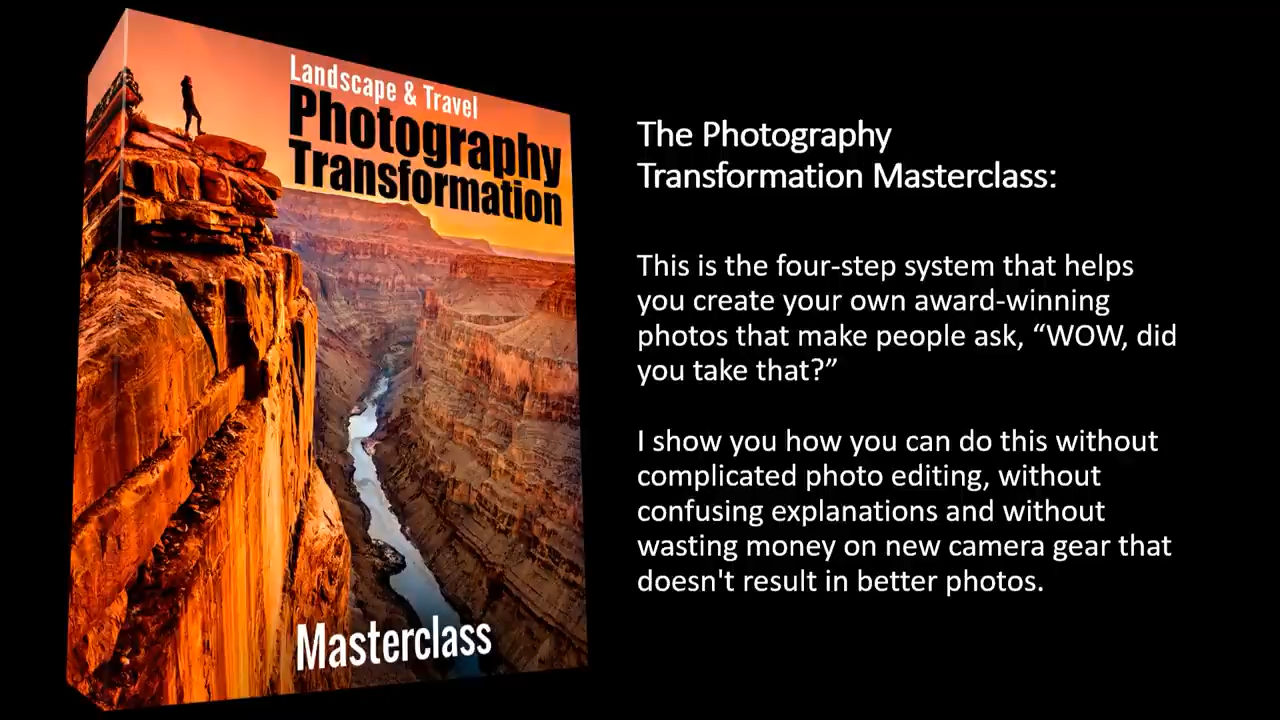 Landscape & Travel
Photography
Transformation
Masterclass
The Photography
Transformation Masterclass:
This is the four-step system that helps
you create your own award-winning
photos that make people ask, “WOW, did
you take that?”
I show you how you can do this without
complicated photo editing, without
confusing explanations and without
wasting money on new camera gear that
doesn't result in better photos.